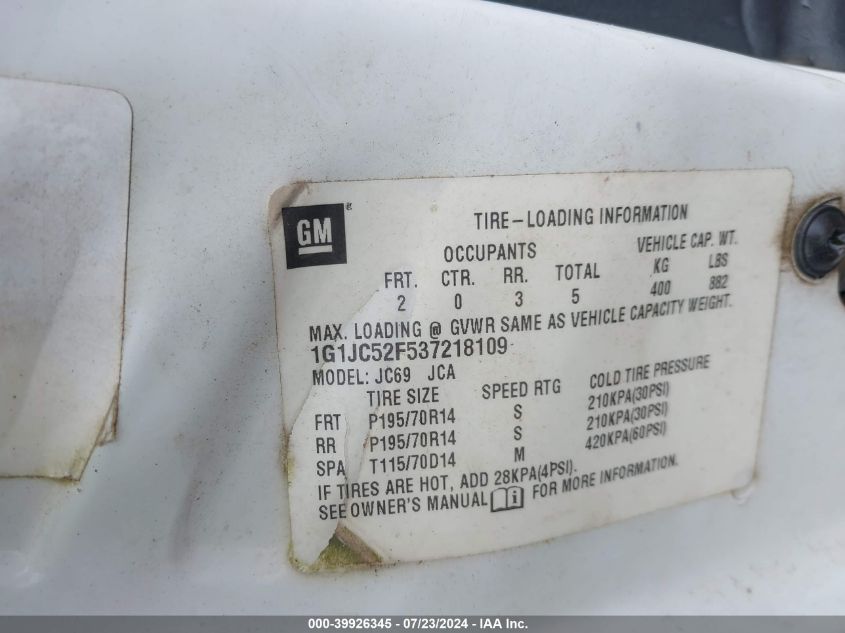 GM ®
TIRE-LOADING INFORMATION
OCCUPANTS VEHICLE CAP. WT.
FRT. CTR. RR. TOTAL KG LBS
2 0 3 5 400 882
MAX. LOADING @ GVWR SAME AS VEHICLE CAPACITY WEIGHT.
1G1JC52F537218109
MODEL: JC69 JCA
TIRE SIZE SPEED RTG COLD TIRE PRESSURE
FRT P195/70R14 S 210KPA(30PSI)
RR P195/70R14 S 210KPA(30PSI)
SPA T115/70D14 M 420KPA(60PSI)
IF TIRES ARE HOT, ADD 28KPA(4PSI).
SEE OWNER'S MANUAL FOR MORE INFORMATION.
000-39926345 - 07/23/2024 - IAA Inc.